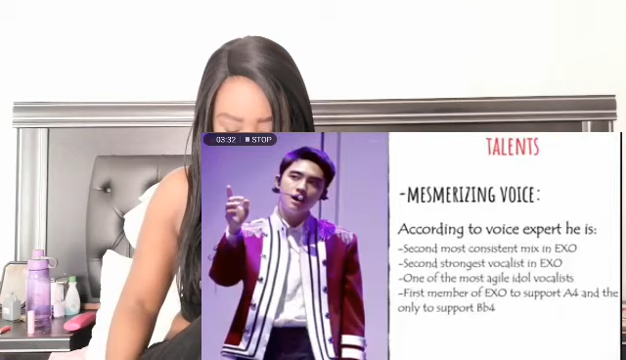 03:32 STOP
TALENTS
-MESMERIZING VOICE:
According to voice expert he is:
-Second most consistent mix in EXO
-Second strongest vocalist in EXO
-One of the most agile idol vocalists
-First member of EXO to support A4 and the
only to support Bb4